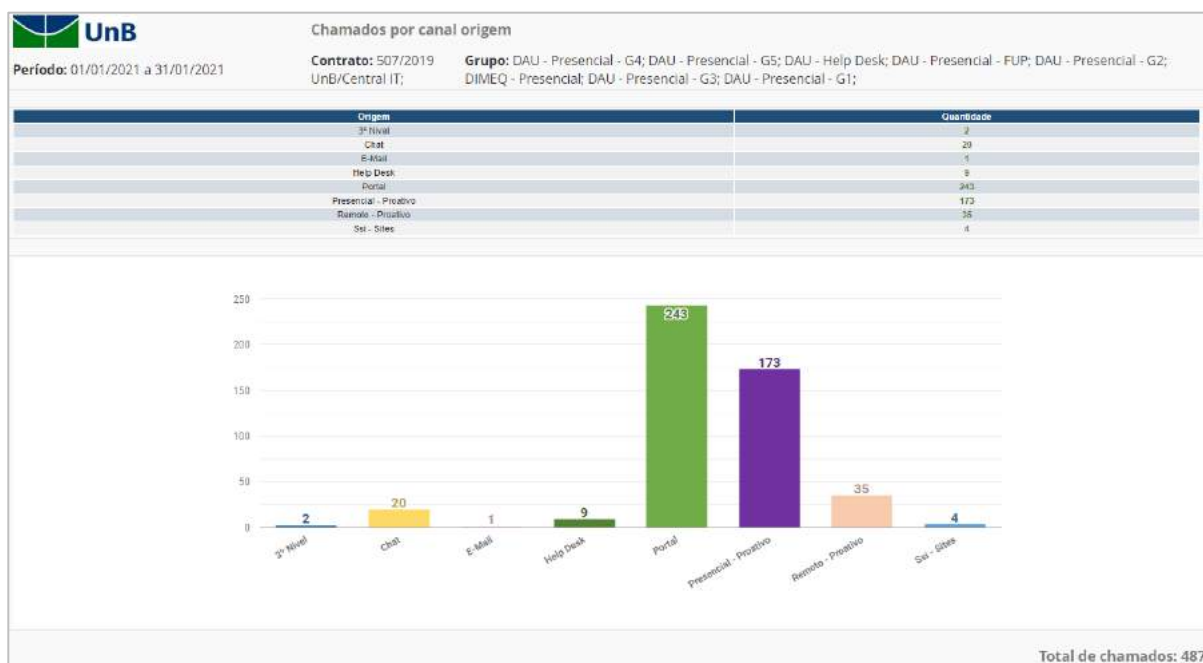 UnB
Chamados por canal origem
Período: 01/01/2021 a 31/01/2021
Contrato: 507/2019
UnB/Central IT;
Grupo: DAU - Presencial - G4; DAU - Presencial - G5; DAU - Help Desk; DAU - Presencial - FUP; DAU - Presencial - G2;
DIMEQ - Presencial; DAU - Presencial - G3; DAU - Presencial - G1;
Origem Quantidade
3º Nivel 2
Chat 20
E-Mail 1
Help Desk 9
Portal 243
Presencial - Proativo 173
Remoto - Proativo 35
Ssi - Sites 4
250
200
150
100
50
0
2
20
1
9
243
173
35
4
3º Nivel
Chat
E-Mail
Help Desk
Portal
Presencial - Proativo
Remoto - Proativo
Ssi - Sites
Total de chamados: 487